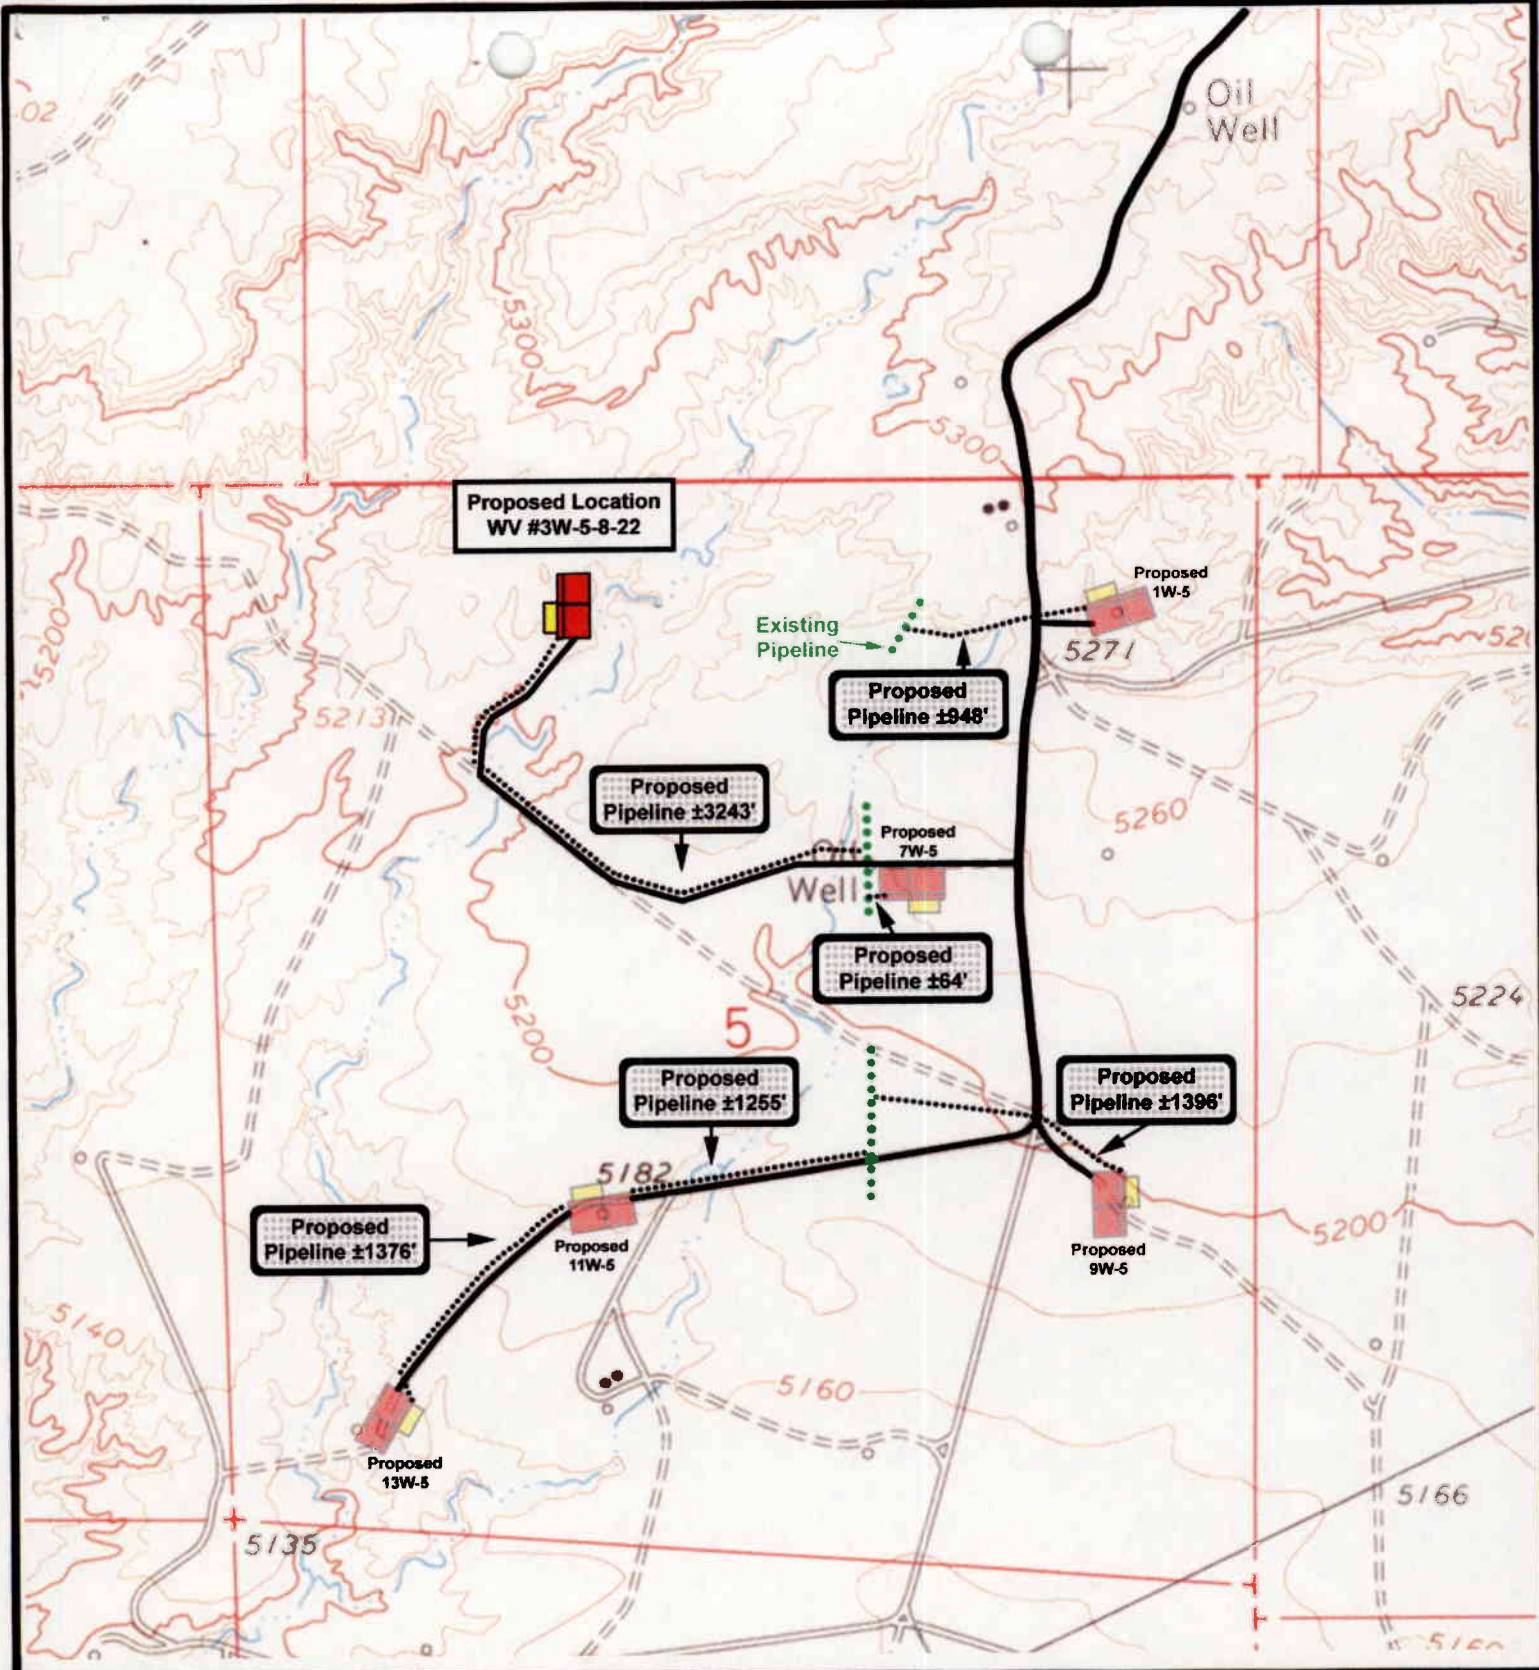 Oil
Well
02
5300
5300
Proposed Location
WV #3W-5-8-22
Proposed
1W-5
5200
Existing
Pipeline
5271
Proposed
Pipeline ±948'
5213
Proposed
Pipeline ±3243'
5260
Proposed
7W-5
Oil
Well
Proposed
Pipeline ±64'
5224
5200
5
Proposed
Pipeline ±1255'
Proposed
Pipeline ±1396'
5182
Proposed
Pipeline ±1376'
Proposed
11W-5
Proposed
9W-5
5200
5140
5160
Proposed
13W-5
5166
5135